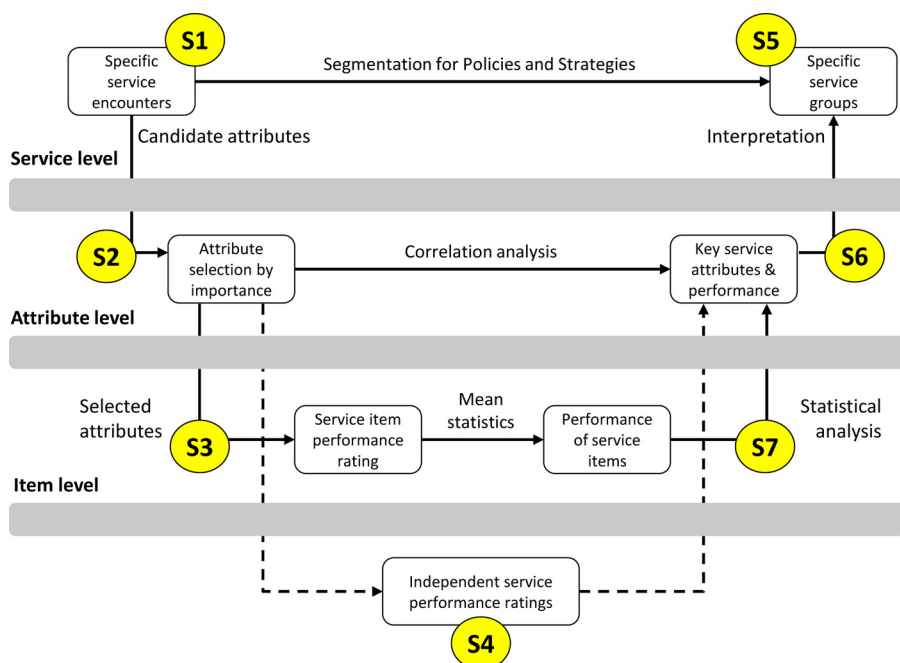 S1
S5
Specific
service
encounters
Segmentation for Policies and Strategies
Specific
service
groups
Candidate attributes
Interpretation
Service level
S2
Attribute
selection by
importance
Correlation analysis
Key service
attributes &
performance
S6
Attribute level
Selected
attributes
S3
Service item
performance
rating
Mean
statistics
Performance
of service
items
S7
Statistical
analysis
Item level
Independent service
performance ratings
S4